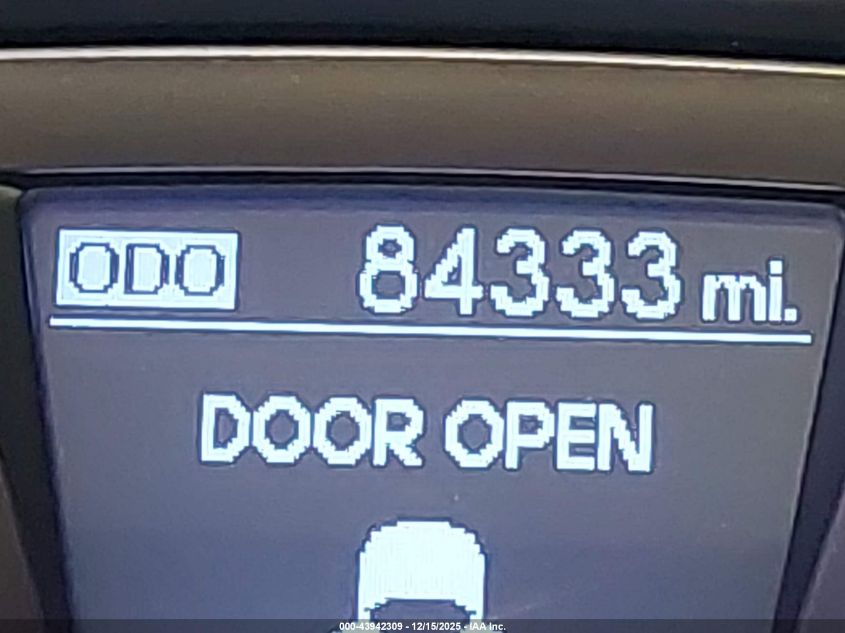 ODO 84333 mi.
DOOR OPEN
000-43942309 - 12/15/2025 - IAA Inc.